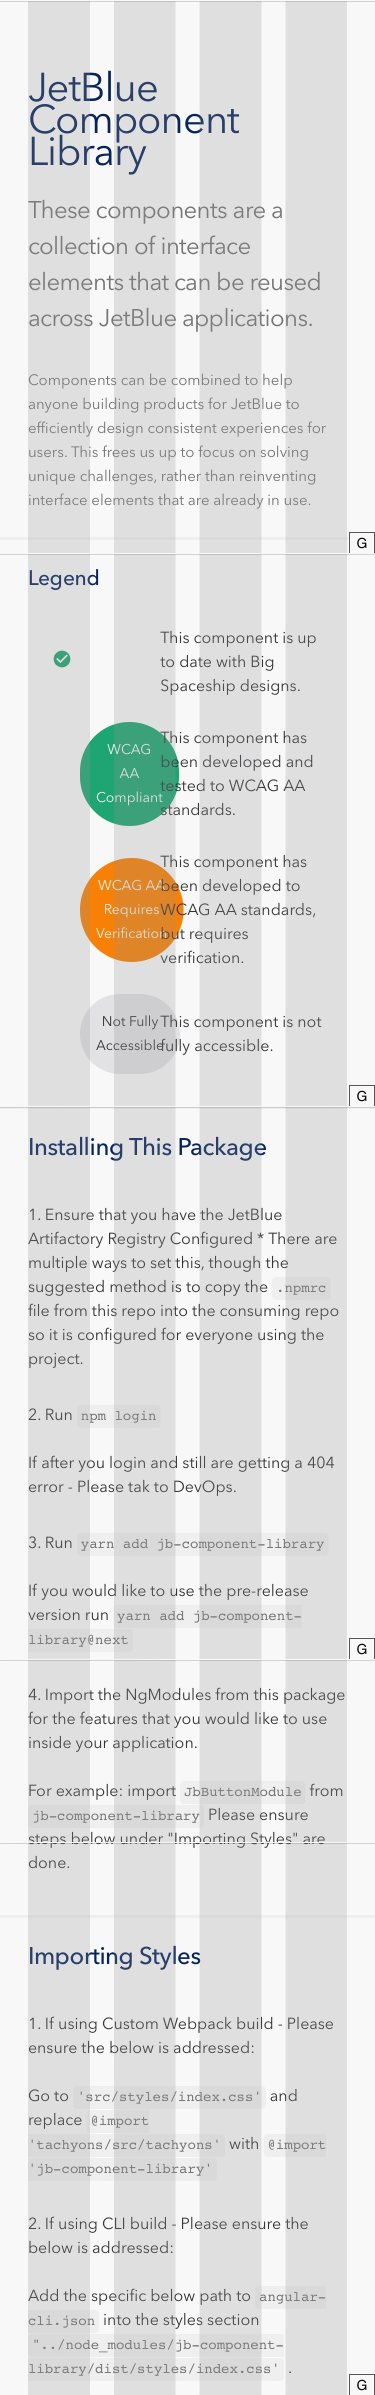 JetBlue
Component
Library
These components are a
collection of interface
elements that can be reused
across JetBlue applications.
Components can be combined to help
anyone building products for JetBlue to
efficiently design consistent experiences for
users. This frees us up to focus on solving
unique challenges, rather than reinventing
interface elements that are already in use.
G
Legend
This component is up
to date with Big
Spaceship designs.
WCAG
AA
Compliant
This component has
been developed and
tested to WCAG AA
standards.
WCAG AA
Requires
Verification
This component has
been developed to
WCAG AA standards,
but requires
verification.
Not Fully
Accessible
This component is not
fully accessible.
G
Installing This Package
1. Ensure that you have the JetBlue
Artifactory Registry Configured * There are
multiple ways to set this, though the
suggested method is to copy the .npmrc
file from this repo into the consuming repo
so it is configured for everyone using the
project.
2. Run npm login
If after you login and still are getting a 404
error - Please tak to DevOps.
3. Run yarn add jb-component-library
If you would like to use the pre-release
version run yarn add jb-component-
library@next
G
4. Import the NgModules from this package
for the features that you would like to use
inside your application.
For example: import JbButtonModule from
jb-component-library Please ensure
steps below under "Importing Styles" are
done.
Importing Styles
1. If using Custom Webpack build - Please
ensure the below is addressed:
Go to 'src/styles/index.css' and
replace @import
'tachyons/src/tachyons' with @import
'jb-component-library'
2. If using CLI build - Please ensure the
below is addressed:
Add the specific below path to angular-
cli.json into the styles section
"../node_modules/jb-component-
library/dist/styles/index.css' .
G